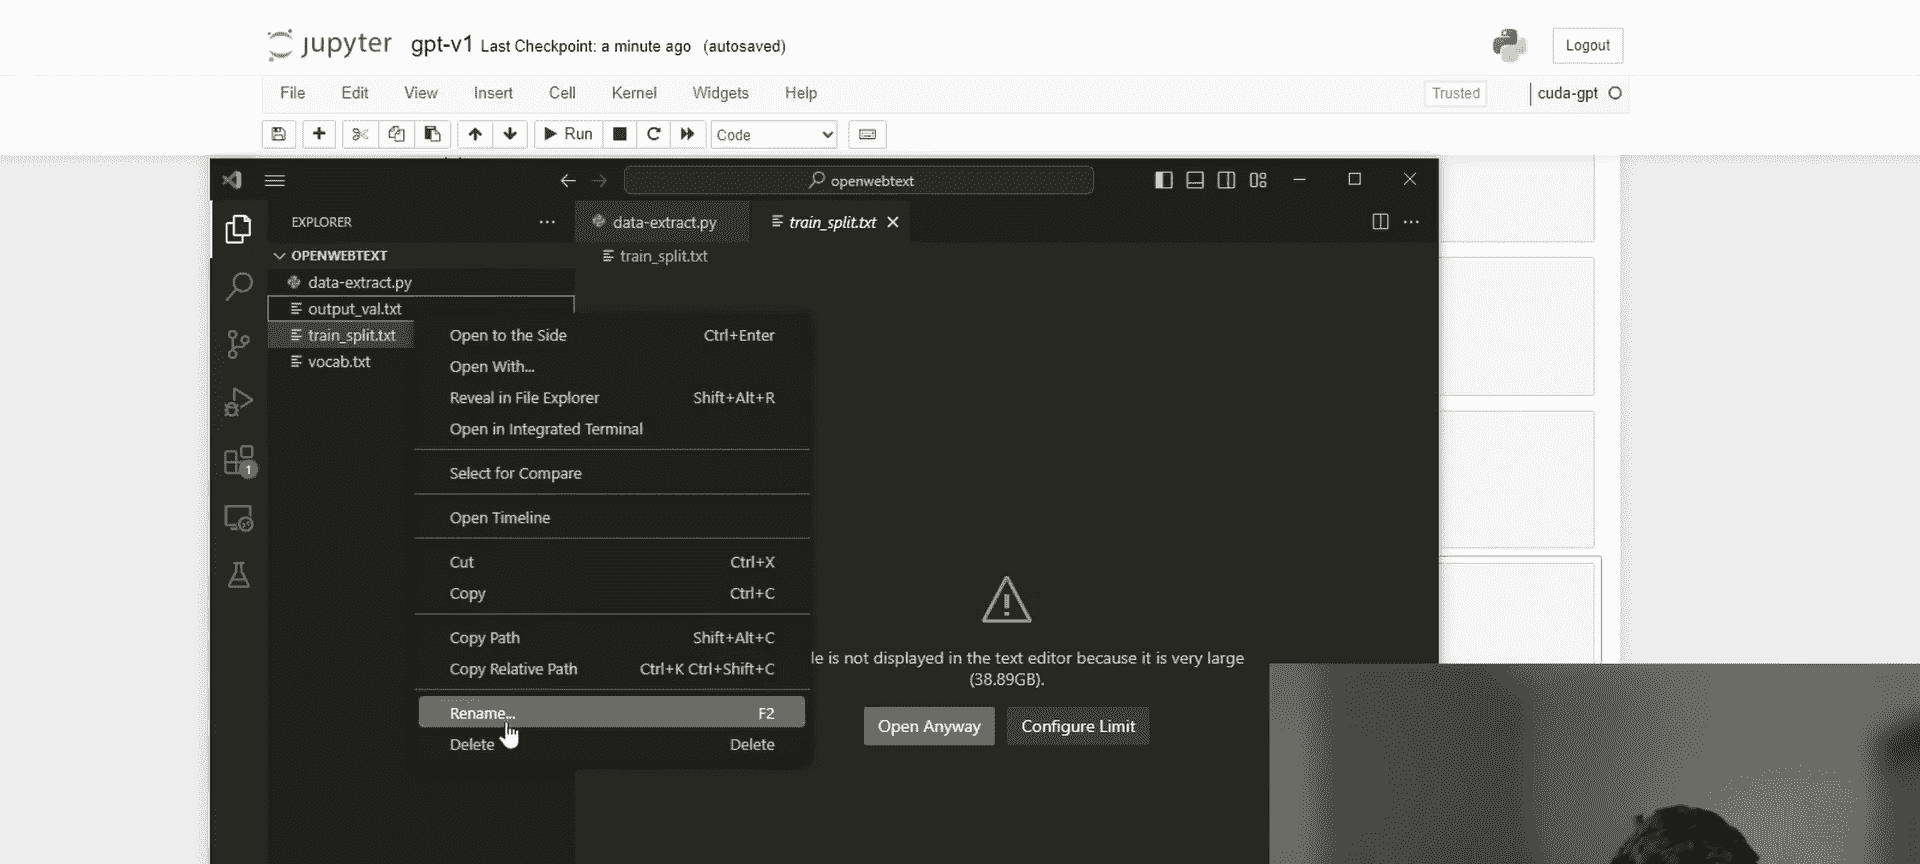 jupyter gpt-v1 Last Checkpoint: a minute ago (autosaved)
Logout
File Edit View Insert Cell Kernel Widgets Help
Trusted
cuda-gpt
Run
Code
openwebtext
EXPLORER
data-extract.py
train_split.txt
OPENWEBTEXT
train_split.txt
data-extract.py
output_val.txt
train_split.txt
vocab.txt
1
Open to the Side Ctrl+Enter
Open With...
Reveal in File Explorer Shift+Alt+R
Open in Integrated Terminal
Select for Compare
Open Timeline
Cut Ctrl+X
Copy Ctrl+C
Copy Path Shift+Alt+C
Copy Relative Path Ctrl+K Ctrl+Shift+C
Rename... F2
Delete Delete
le is not displayed in the text editor because it is very large
(38.89GB).
Open Anyway
Configure Limit